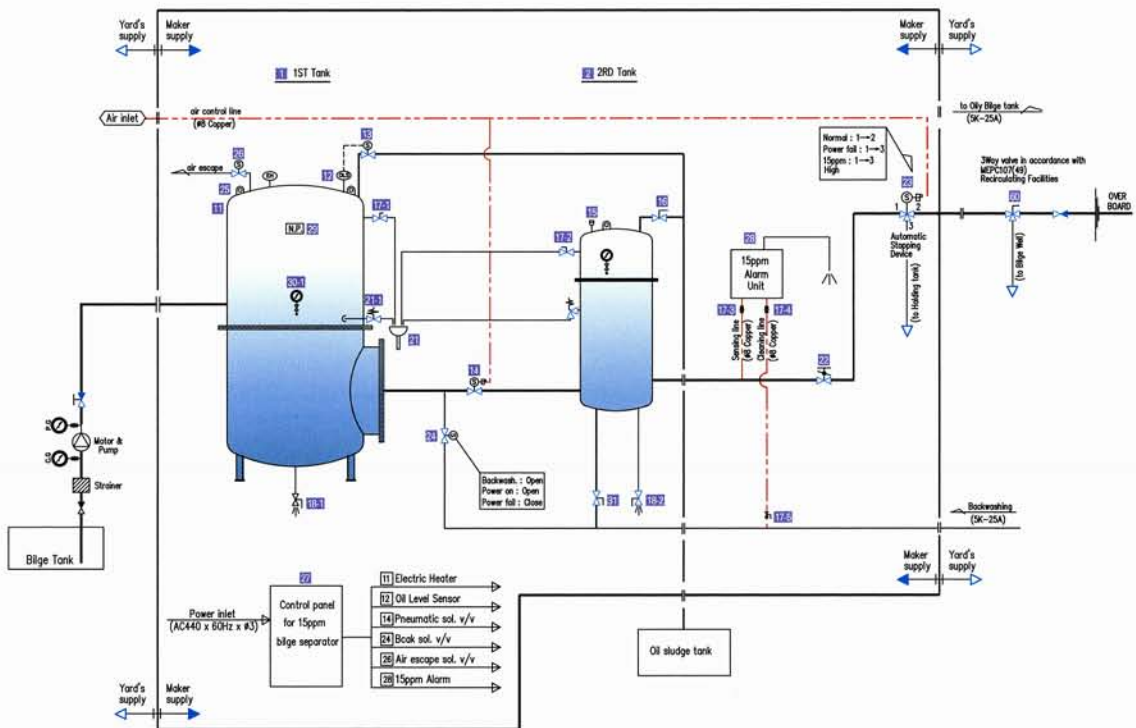 Yard's supply
Maker supply
Maker supply
Yard's supply
1 1ST Tank
2 2RD Tank
Air inlet
air control line
(ø8 Copper)
to Oily Bilge tank
(5K-25A)
Normal : 1→2
Power fail : 1→3
15ppm : 1→3
High
3Way valve in accordance with
MEPC107(49)
Recirculating Facilities
OVER
BOARD
26
S
air escape
25
EH
11
12
OLS
13
S
17-1
N.P. 29
30-1
21-1
21
17-2
15
16
28
15ppm
Alarm
Unit
17-3
17-4
Sensing line
(ø8 Copper)
Cleaning line
(ø8 Copper)
23
S
1
2
3
Automatic
Stopping
Device
(to Holding tank)
60
(to Bilge Well)
22
14
S
24
Backwash. : Open
Power on : Open
Power fail : Close
Motor &
Pump
Strainer
Bilge Tank
18-1
31
18-2
17-5
Backwashing
(5K-25A)
Maker supply
Yard's supply
27
Control panel
for 15ppm
bilge separator
Power inlet
(AC440 x 60Hz x ø3)
11 Electric Heater
12 Oil Level Sensor
14 Pneumatic sol. v/v
24 Bcak sol. v/v
26 Air escape sol. v/v
28 15ppm Alarm
Oil sludge tank
Yard's supply
Maker supply